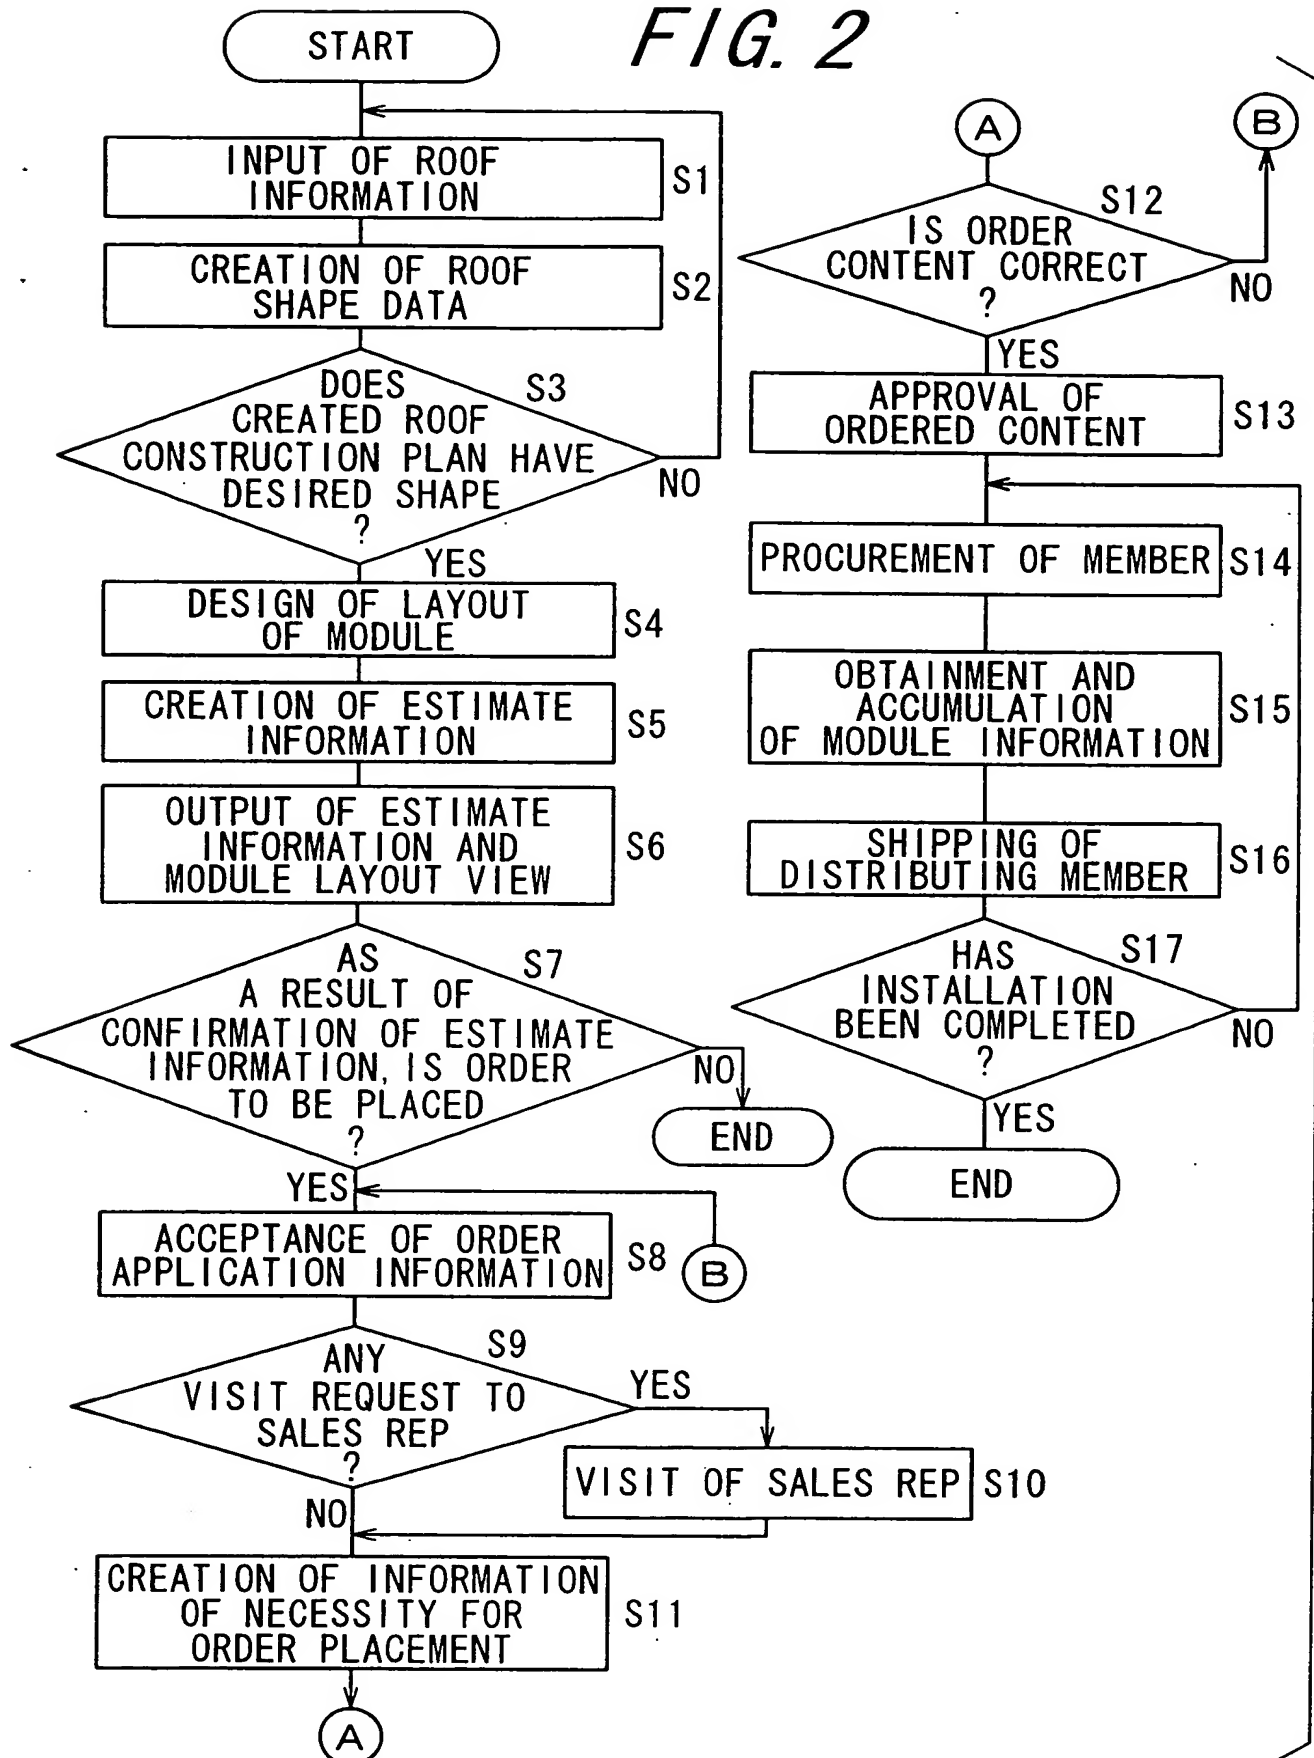 FIG. 2
START
INPUT OF ROOF
INFORMATION
S1
CREATION OF ROOF
SHAPE DATA
S2
DOES
CREATED ROOF
CONSTRUCTION PLAN HAVE
DESIRED SHAPE
?
S3
NO
YES
DESIGN OF LAYOUT
OF MODULE
S4
CREATION OF ESTIMATE
INFORMATION
S5
OUTPUT OF ESTIMATE
INFORMATION AND
MODULE LAYOUT VIEW
S6
AS
A RESULT OF
CONFIRMATION OF ESTIMATE
INFORMATION, IS ORDER
TO BE PLACED
?
S7
NO
END
YES
ACCEPTANCE OF ORDER
APPLICATION INFORMATION
S8
B
ANY
VISIT REQUEST TO
SALES REP
?
S9
YES
VISIT OF SALES REP
S10
NO
CREATION OF INFORMATION
OF NECESSITY FOR
ORDER PLACEMENT
S11
A
A
B
IS ORDER
CONTENT CORRECT
?
S12
NO
YES
APPROVAL OF
ORDERED CONTENT
S13
PROCUREMENT OF MEMBER
S14
OBTAINMENT AND
ACCUMULATION
OF MODULE INFORMATION
S15
SHIPPING OF
DISTRIBUTING MEMBER
S16
HAS
INSTALLATION
BEEN COMPLETED
?
S17
NO
YES
END